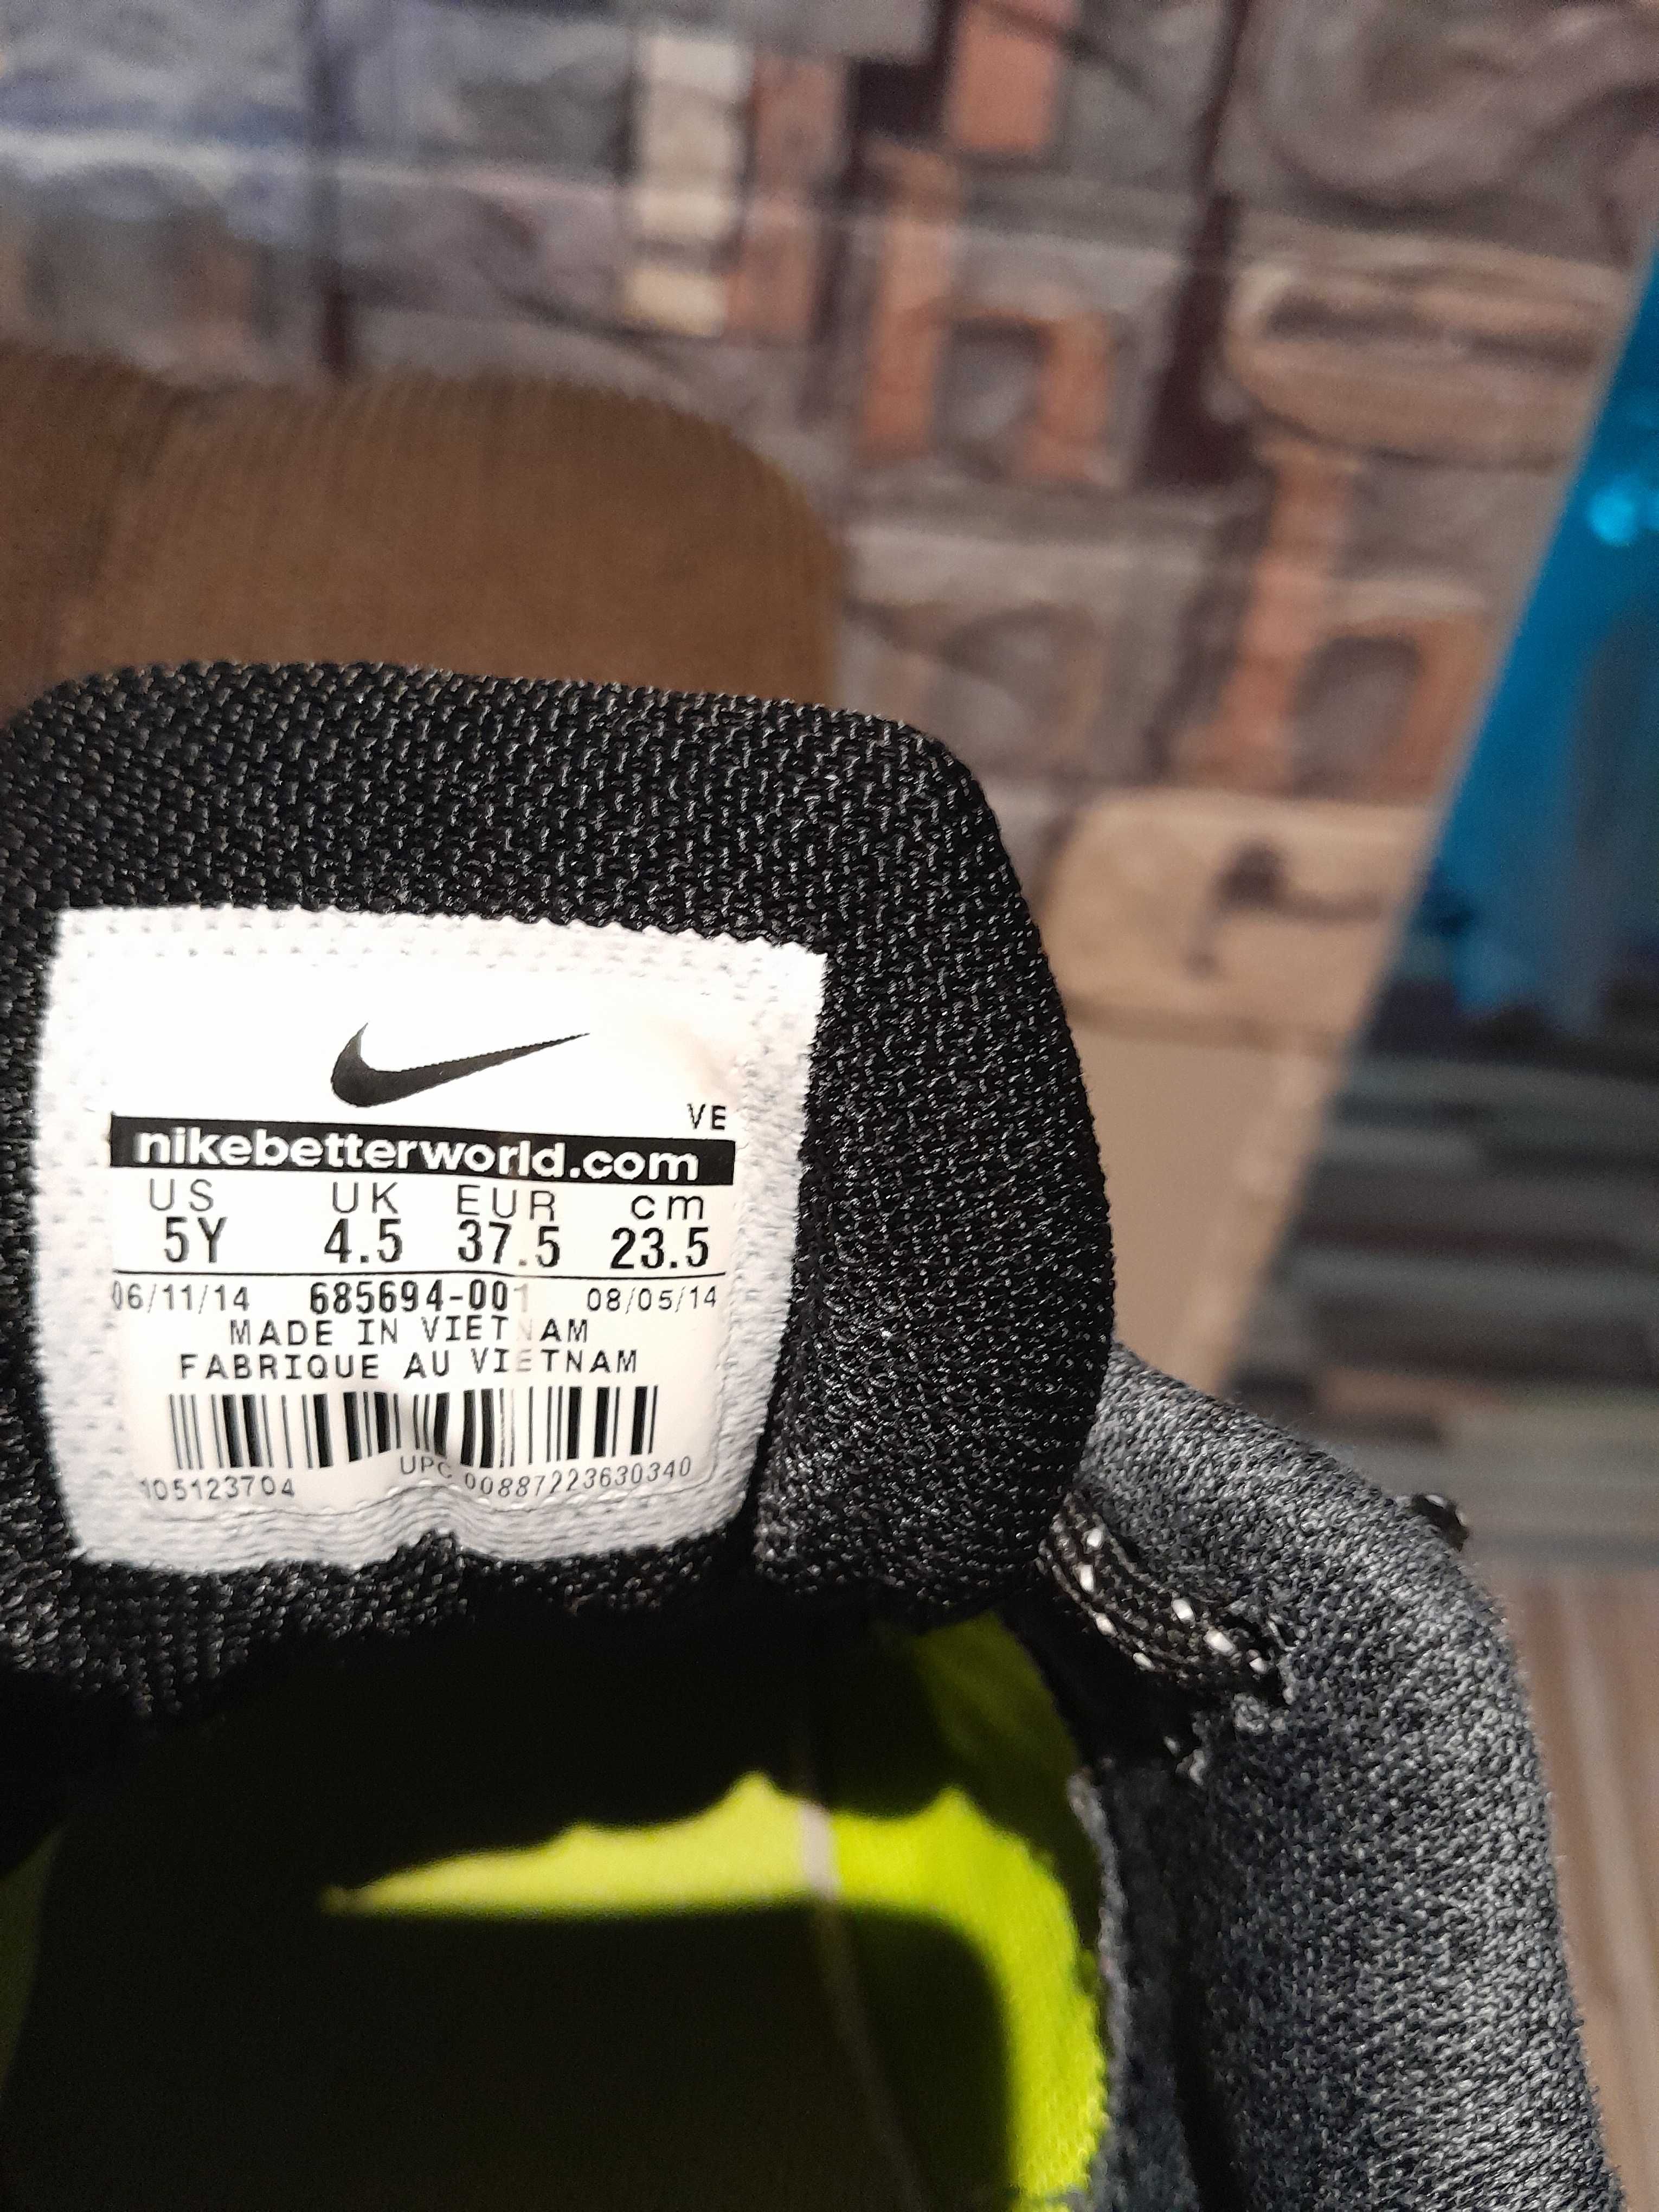 VE
nikebetterworld.com
US UK EUR cm
5Y 4.5 37.5 23.5
06/11/14 685694-001 08/05/14
MADE IN VIETNAM
FABRIQUE AU VIETNAM
105123704 UPC 00887223630340